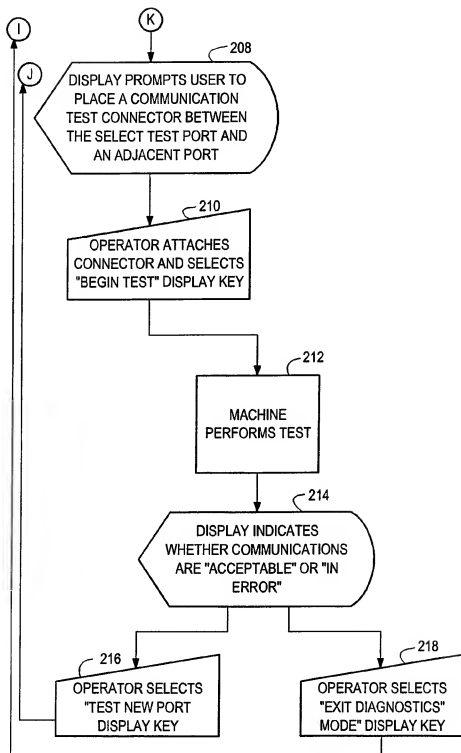 I
K
J
208
DISPLAY PROMPTS USER TO
PLACE A COMMUNICATION
TEST CONNECTOR BETWEEN
THE SELECT TEST PORT AND
AN ADJACENT PORT
210
OPERATOR ATTACHES
CONNECTOR AND SELECTS
"BEGIN TEST" DISPLAY KEY
212
MACHINE
PERFORMS TEST
214
DISPLAY INDICATES
WHETHER COMMUNICATIONS
ARE "ACCEPTABLE" OR "IN
ERROR"
216
OPERATOR SELECTS
"TEST NEW PORT
DISPLAY KEY
218
OPERATOR SELECTS
"EXIT DIAGNOSTICS"
MODE" DISPLAY KEY